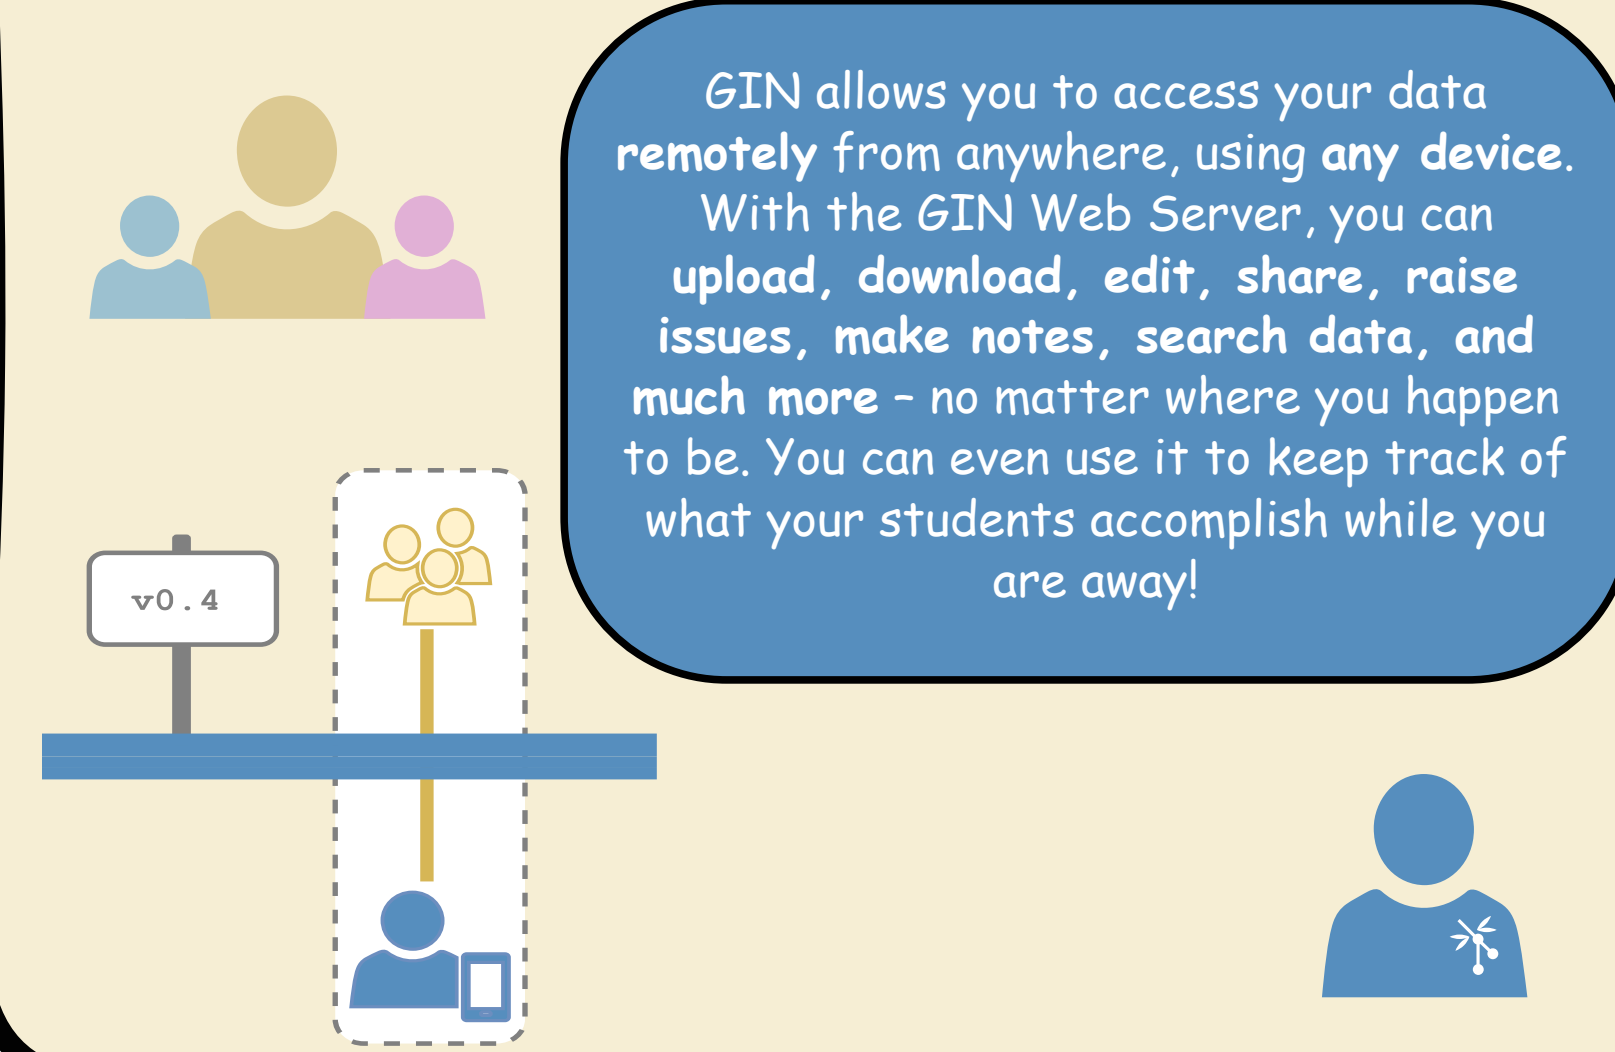 GIN allows you to access your data
remotely from anywhere, using any device.
With the GIN Web Server, you can
upload, download, edit, share, raise
issues, make notes, search data, and
much more – no matter where you happen
to be. You can even use it to keep track of
what your students accomplish while you
are away!
v0.4